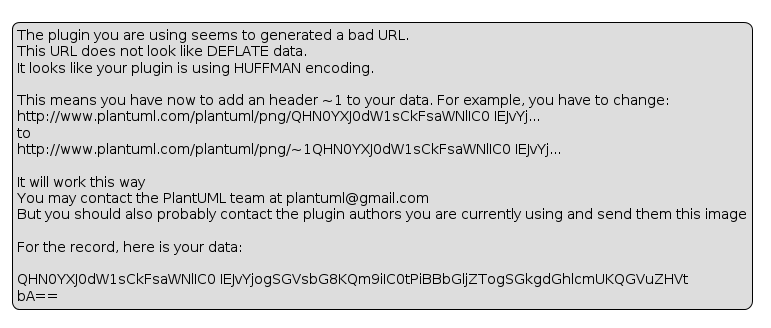 The plugin you are using seems to generated a bad URL.
This URL does not look like DEFLATE data.
It looks like your plugin is using HUFFMAN encoding.
This means you have now to add an header ~1 to your data. For example, you have to change:
http://www.plantuml.com/plantuml/png/QHN0YXJ0dW1sCkFsaWNlIC0 IEJvYj...
to
http://www.plantuml.com/plantuml/png/~1QHN0YXJ0dW1sCkFsaWNlIC0 IEJvYj...
It will work this way
You may contact the PlantUML team at plantuml@gmail.com
But you should also probably contact the plugin authors you are currently using and send them this image
For the record, here is your data:
QHN0YXJ0dW1sCkFsaWNlIC0 IEJvYjogSGVsbG8KQm9iIC0tPiBBbGljZTogSGkgdGhlcmUKQGVuZHVt
bA==